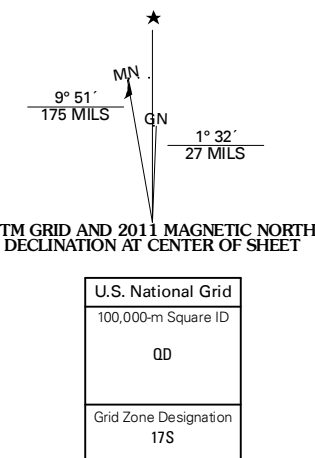 ★
MN
9° 51´
175 MILS
GN
1° 32´
27 MILS
TM GRID AND 2011 MAGNETIC NORTH
DECLINATION AT CENTER OF SHEET
U.S. National Grid
100,000-m Square ID
QD
Grid Zone Designation
17S